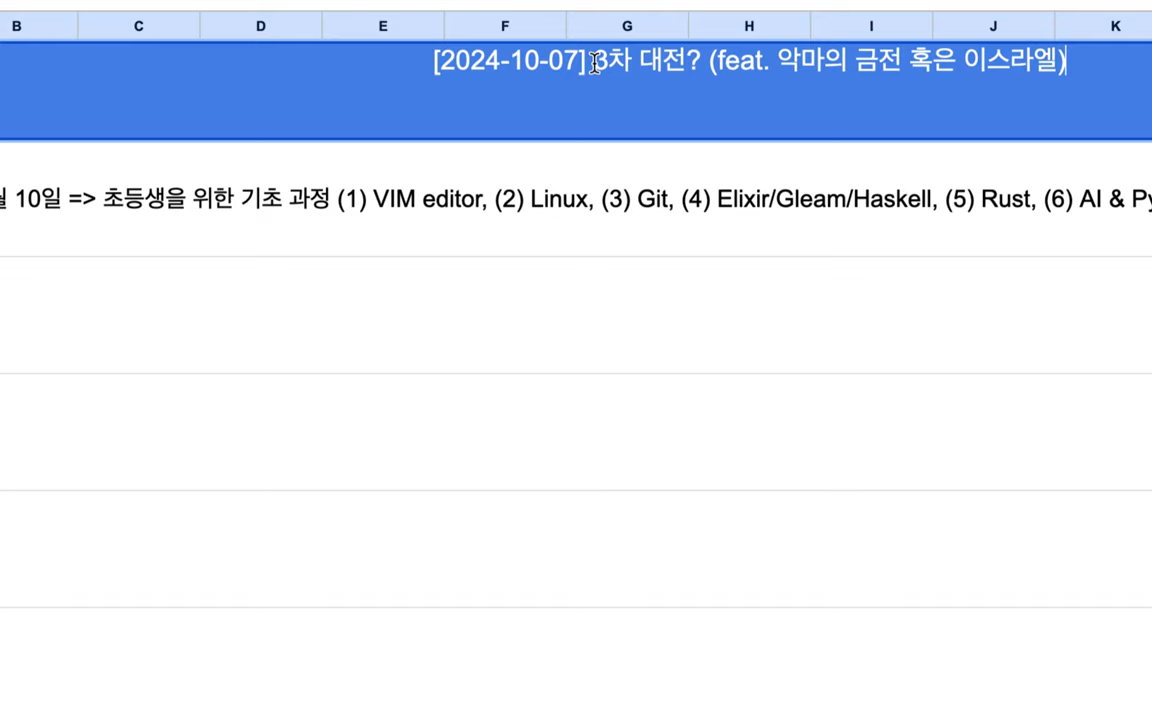 B C D E F G H I J K
[2024-10-07] 3차 대전? (feat. 악마의 금전 혹은 이스라엘)
10일 => 초등생을 위한 기초 과정 (1) VIM editor, (2) Linux, (3) Git, (4) Elixir/Gleam/Haskell, (5) Rust, (6) AI &